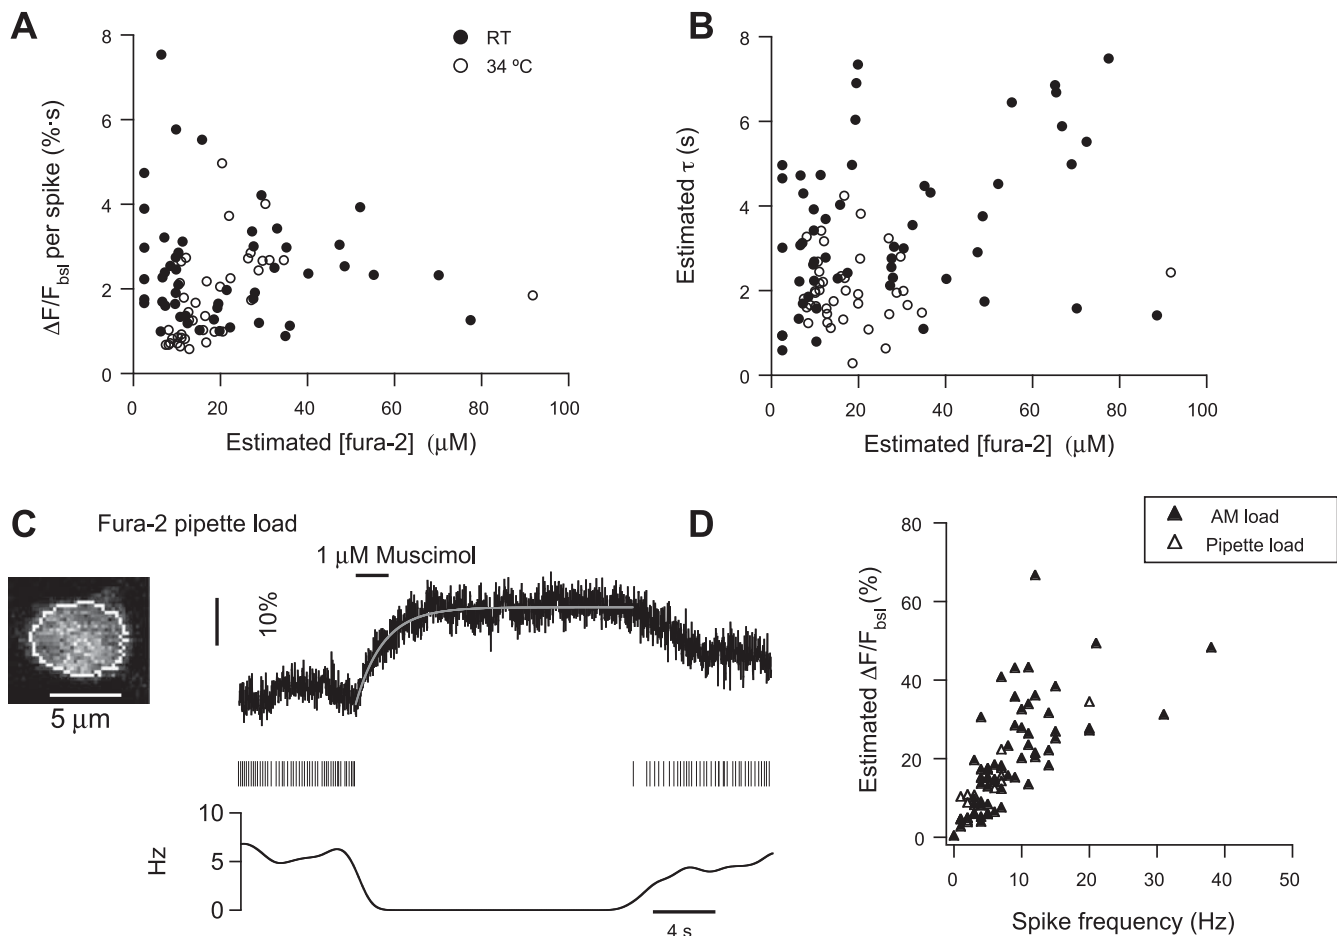 A
8
6
4
2
0
ΔF/F_bsl per spike (%·s)
RT
34 ºC
0 20 40 60 80 100
Estimated [fura-2] (μM)
B
8
6
4
2
0
Estimated τ (s)
0 20 40 60 80 100
Estimated [fura-2] (μM)
C
Fura-2 pipette load
1 μM Muscimol
10%
5 μm
10
5
0
Hz
4 s
D
AM load
Pipette load
80
60
40
20
0
Estimated ΔF/F_bsl (%)
0 10 20 30 40 50
Spike frequency (Hz)